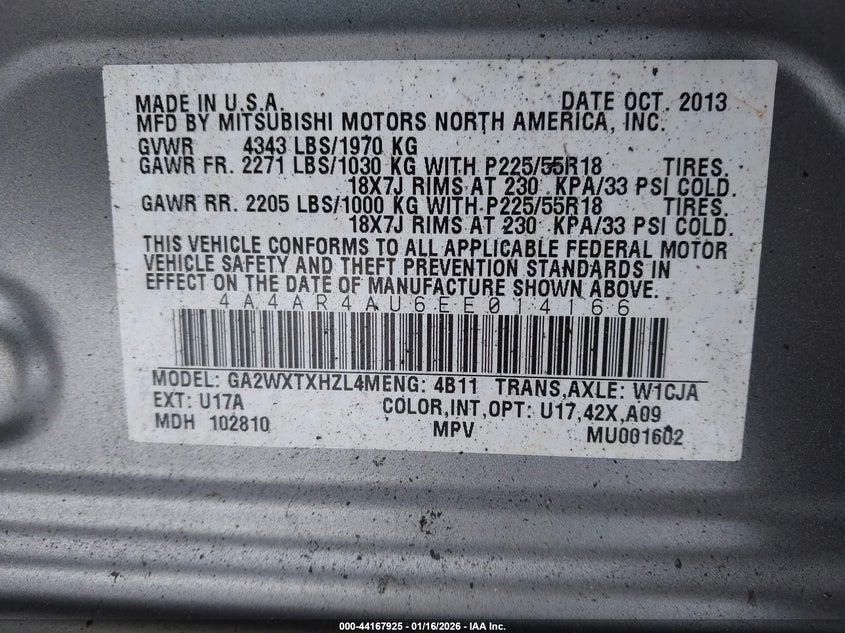 MADE IN U.S.A. DATE OCT. 2013
MFD BY MITSUBISHI MOTORS NORTH AMERICA, INC.
GVWR 4343 LBS/1970 KG
GAWR FR. 2271 LBS/1030 KG WITH P225/55R18 TIRES.
18X7J RIMS AT 230 KPA/33 PSI COLD.
GAWR RR. 2205 LBS/1000 KG WITH P225/55R18 TIRES.
18X7J RIMS AT 230 KPA/33 PSI COLD.
THIS VEHICLE CONFORMS TO ALL APPLICABLE FEDERAL MOTOR
VEHICLE SAFETY AND THEFT PREVENTION STANDARDS IN
EFFECT ON THE DATE OF MANUFACTURE SHOWN ABOVE.
4A4AR4AU6EE014166
MODEL: GA2WXTXHZL4MENG: 4B11 TRANS,AXLE: W1CJA
EXT: U17A COLOR,INT,OPT: U17,42X,A09
MDH 102810 MPV MU001602
000-44167925 - 01/16/2026 - IAA Inc.